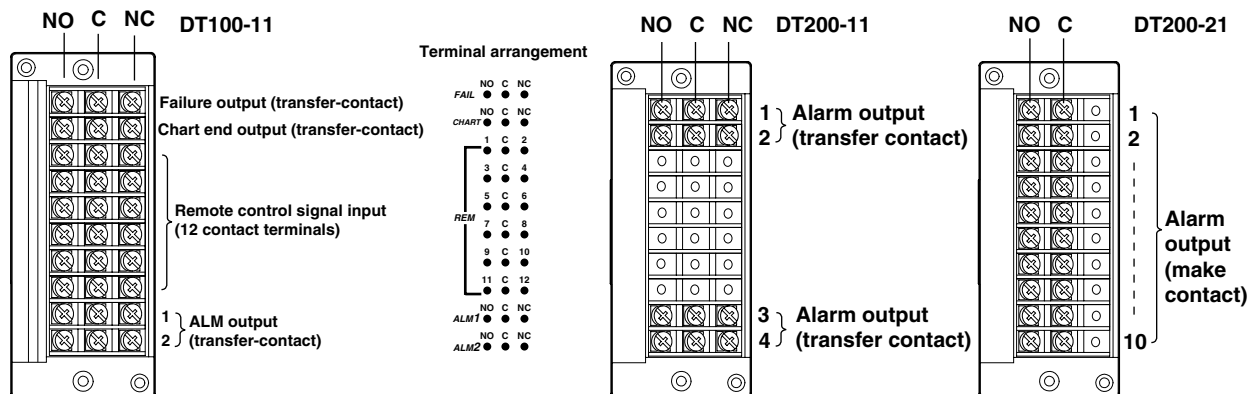 NO C NC DT100-11
Failure output (transfer-contact)
Chart end output (transfer-contact)
Remote control signal input
(12 contact terminals)
1
2
ALM output
(transfer-contact)
Terminal arrangement
NO C NC
FAIL
NO C NC
CHART
1 C 2
3 C 4
5 C 6
REM
7 C 8
9 C 10
11 C 12
NO C NC
ALM1
NO C NC
ALM2
NO C NC DT200-11
1
2
Alarm output
(transfer contact)
3
4
Alarm output
(transfer contact)
NO C DT200-21
1
2
10
Alarm
output
(make
contact)